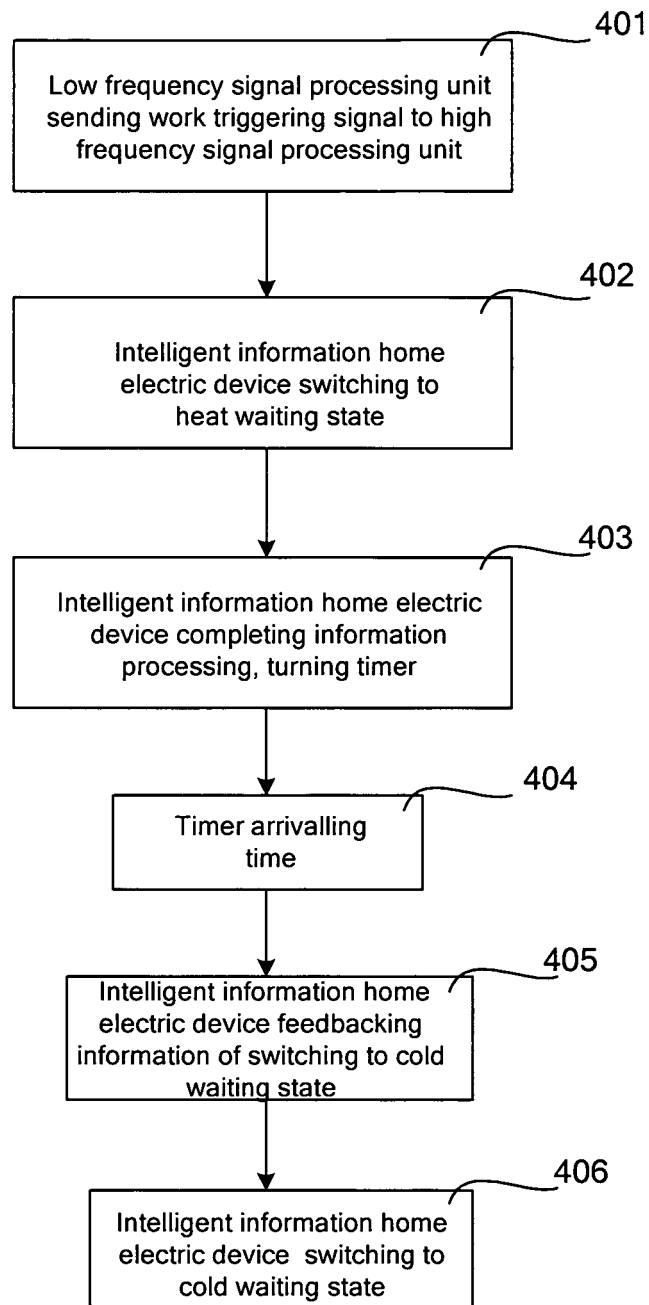 401
Low frequency signal processing unit
sending work triggering signal to high
frequency signal processing unit
402
Intelligent information home
electric device switching to
heat waiting state
403
Intelligent information home electric
device completing information
processing, turning timer
404
Timer arrivalling
time
405
Intelligent information home
electric device feedbacking
information of switching to cold
waiting state
406
Intelligent information home
electric device switching to
cold waiting state